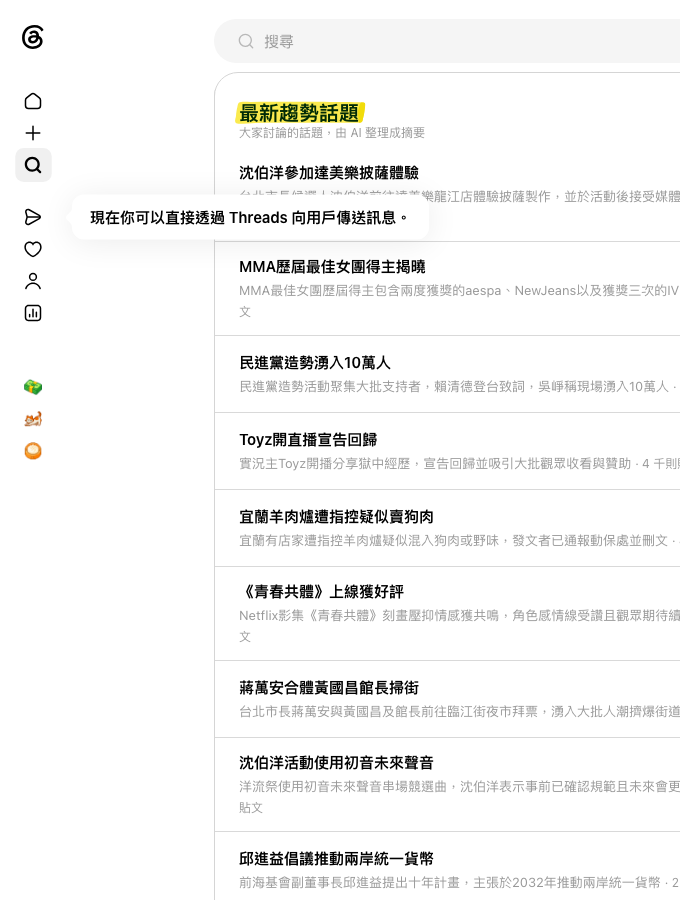 搜尋
最新趨勢話題
大家討論的話題，由 AI 整理成摘要
沈伯洋參加達美樂披薩體驗
樂龍江店體驗披薩製作，並於活動後接受媒體
現在你可以直接透過 Threads 向用戶傳送訊息。
MMA歷屆最佳女團得主揭曉
MMA最佳女團歷屆得主包含兩度獲獎的aespa、NewJeans以及獲獎三次的IV
文
民進黨造勢湧入10萬人
民進黨造勢活動聚集大批支持者，賴清德登台致詞，吳崢稱現場湧入10萬人 ·
Toyz開直播宣告回歸
實況主Toyz開播分享獄中經歷，宣告回歸並吸引大批觀眾收看與贊助 · 4 千則
宜蘭羊肉爐遭指控疑似賣狗肉
宜蘭有店家遭指控羊肉爐疑似混入狗肉或野味，發文者已通報動保處並刪文 ·
《青春共體》上線獲好評
Netflix影集《青春共體》刻畫壓抑情感獲共鳴，角色感情線受讚且觀眾期待續
文
蔣萬安合體黃國昌館長掃街
台北市長蔣萬安與黃國昌及館長前往臨江街夜市拜票，湧入大批人潮擠爆街道
沈伯洋活動使用初音未來聲音
洋流祭使用初音未來聲音串場競選曲，沈伯洋表示事前已確認規範且未來會更
貼文
邱進益倡議推動兩岸統一貨幣
前海基會副董事長邱進益提出十年計畫，主張於2032年推動兩岸統一貨幣 · 2